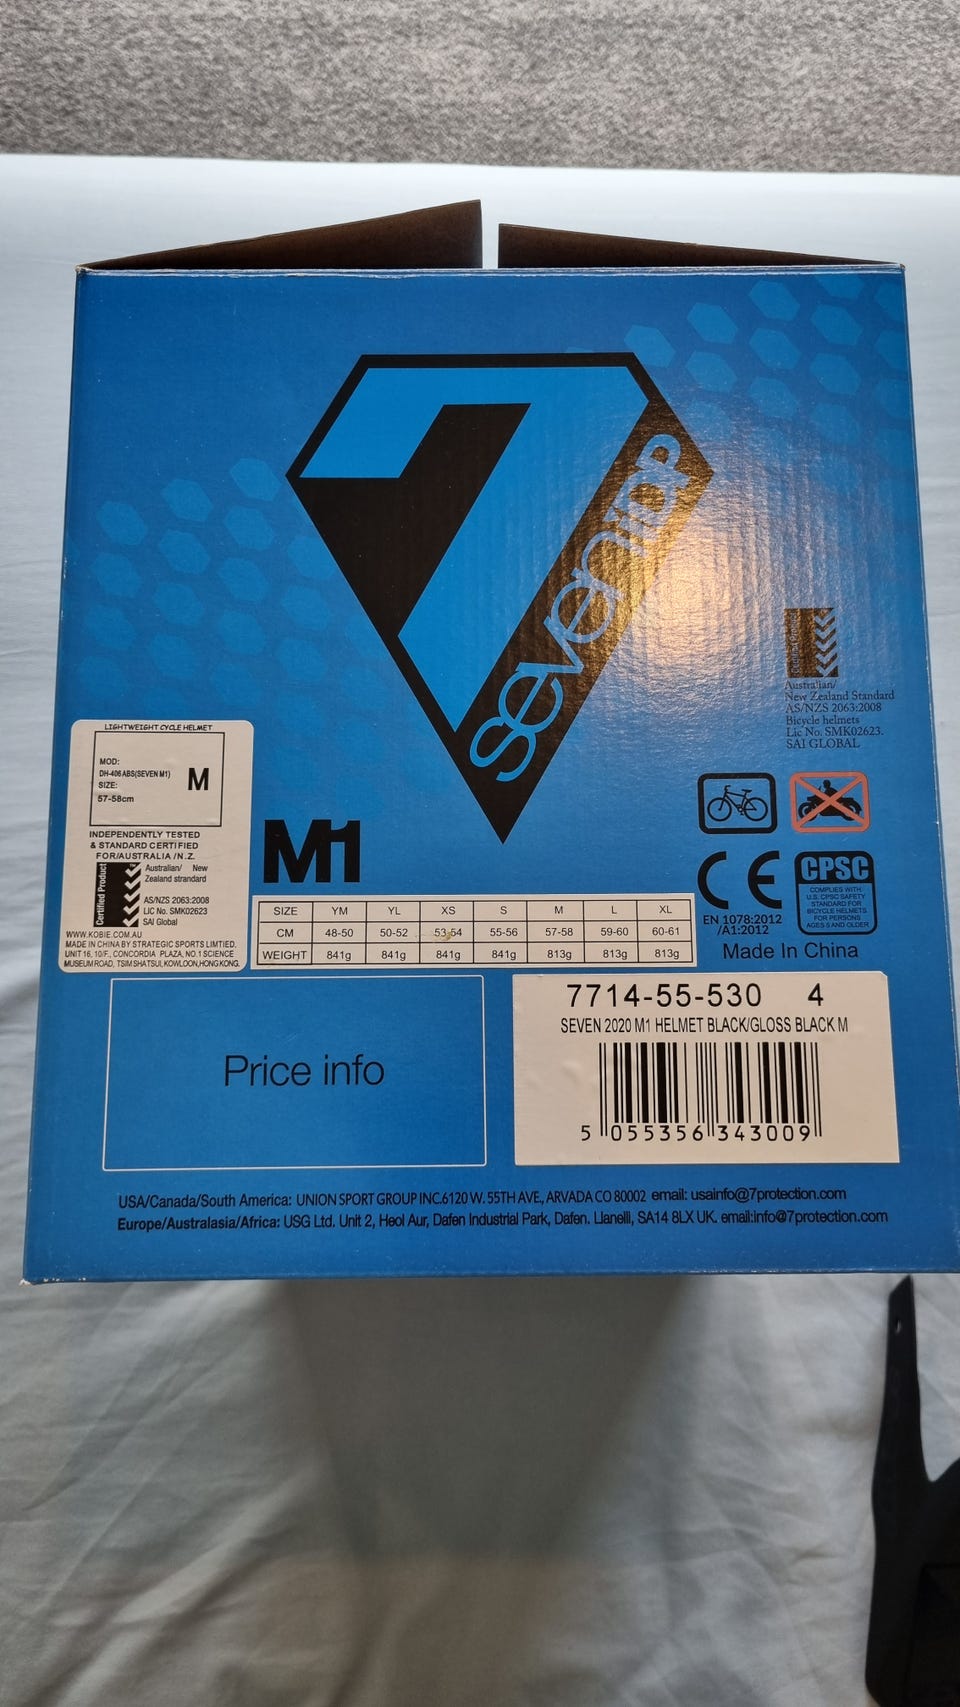 7
seveniDP
Certified Product
Australian/
New Zealand Standard
AS/NZS 2063:2008
Bicycle helmets
Lic No. SMK02623.
SAI GLOBAL
LIGHTWEIGHT CYCLE HELMET
MOD:
DH-406 ABS(SEVEN M1)
SIZE:
57-58cm
M
INDEPENDENTLY TESTED
& STANDARD CERTIFIED
FOR/AUSTRALIA /N.Z.
Certified Product
Australian/ New
Zealand standard
AS/NZS 2063:2008
LIC No. SMK02623
SAI Global
WWW.KOBIE.COM.AU
MADE IN CHINA BY STRATEGIC SPORTS LIMTIED.
UNIT 16, 10/F., CONCORDIA PLAZA, NO.1 SCIENCE
MUSEUM ROAD, TSIM SHATSUI, KOWLOON,HONGKONG.
M1
SIZE YM YL XS S M L XL
CM 48-50 50-52 53-54 55-56 57-58 59-60 60-61
WEIGHT 841g 841g 841g 841g 813g 813g 813g
CE
EN 1078:2012
/A1:2012
CPSC
COMPLIES WITH
U.S. CPSC SAFETY
STANDARD FOR
BICYCLE HELMETS
FOR PERSONS
AGES 5 AND OLDER
Made In China
Price info
7714-55-530 4
SEVEN 2020 M1 HELMET BLACK/GLOSS BLACK M
5 055356 343009
USA/Canada/South America: UNION SPORT GROUP INC.6120 W. 55TH AVE., ARVADA CO 80002 email: usainfo@7protection.com
Europe/Australasia/Africa: USG Ltd. Unit 2, Heol Aur, Dafen Industrial Park, Dafen. Llanelli, SA14 8LX UK. email:info@7protection.com